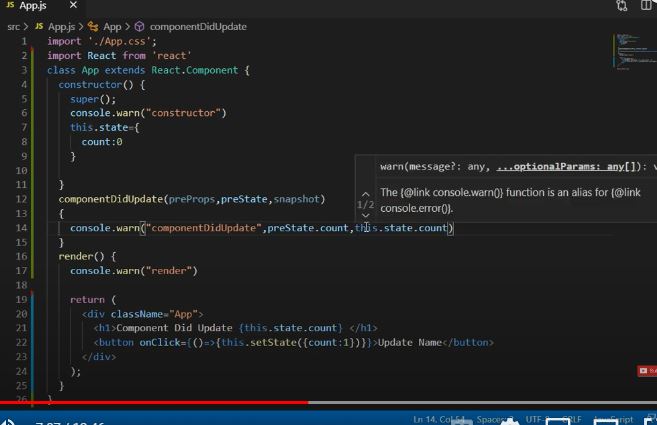 JS App.js ×
src > JS App.js > App > componentDidUpdate
1 import './App.css';
2 import React from 'react'
3 class App extends React.Component {
4 constructor() {
5 super();
6 console.warn("constructor")
7 this.state={
8 count:0
9 }
10
11 }
12 componentDidUpdate(preProps,preState,snapshot)
13 {
14 console.warn("componentDidUpdate",preState.count,this.state.count)
15 }
16 render() {
17 console.warn("render")
18
19 return (
20 <div className="App">
21 <h1>Component Did Update {this.state.count} </h1>
22 <button onClick={()=>{this.setState({count:1})}}>Update Name</button>
23 </div>
24 );
25 }
26 }
warn(message?: any, ...optionalParams: any[]):
1/2
The {@link console.warn()} function is an alias for {@link
console.error()}.
Ln 14, Col 54 UTF-8 CRLF JavaScript